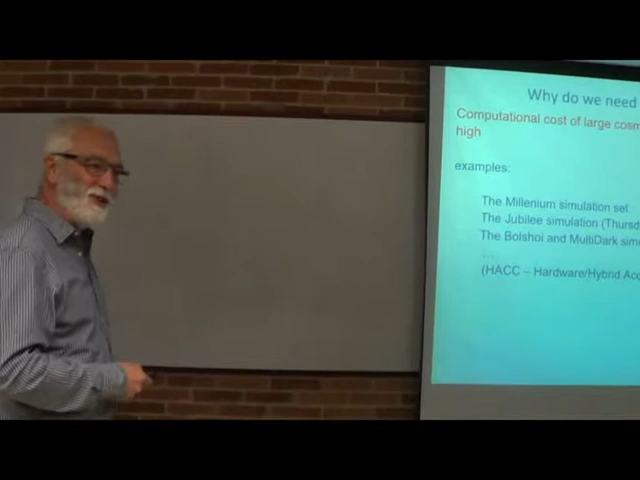 Why do we need
Computational cost of large cosm
high
examples:
The Millenium simulation set
The Jubilee simulation (Thursd
The Bolshoi and MultiDark sim
...
(HACC – Hardware/Hybrid Acc